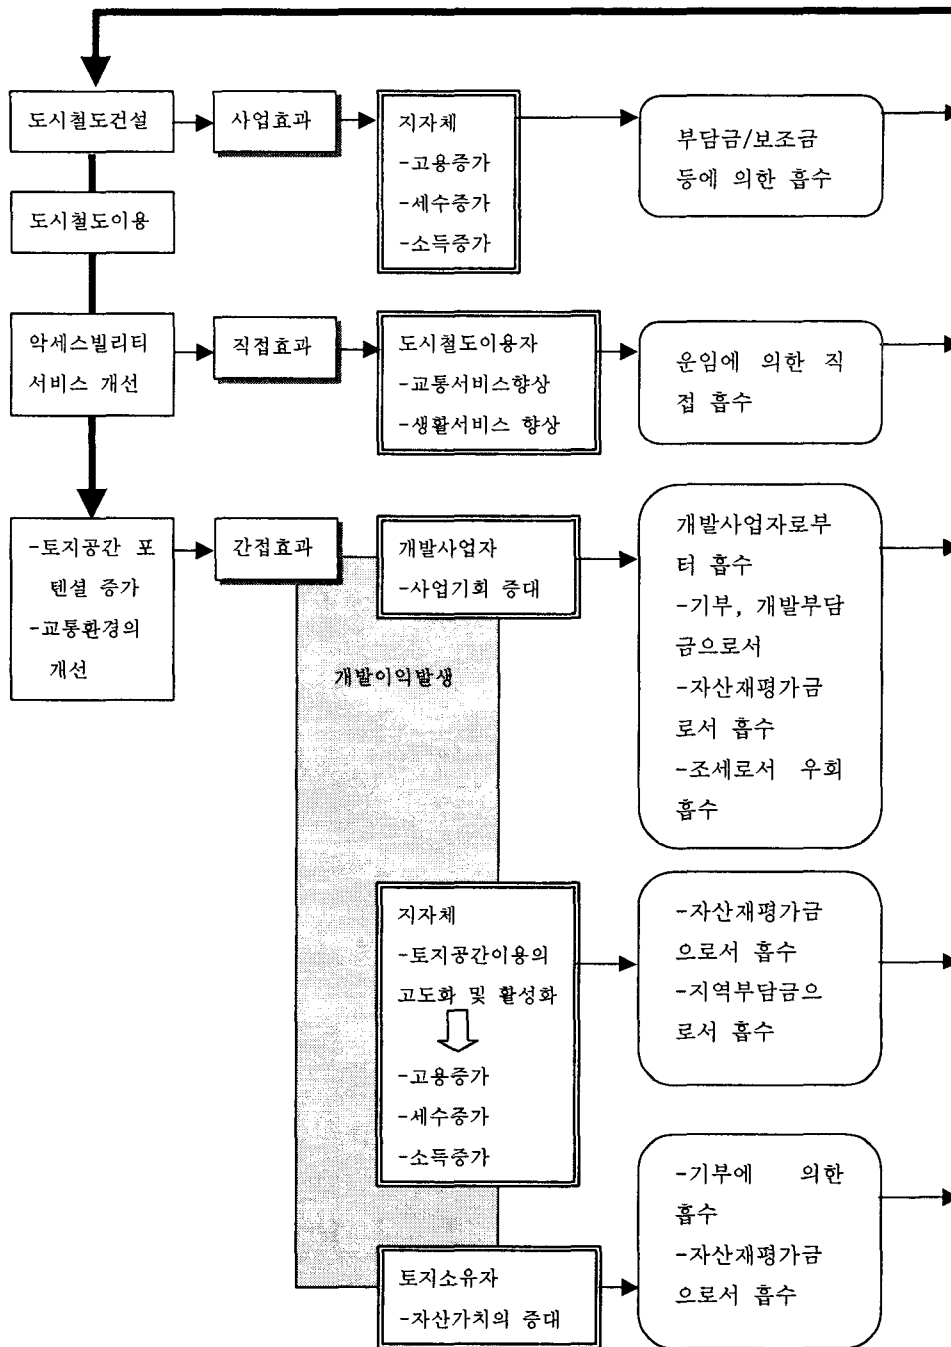 도시철도건설
사업효과
지자체
-고용증가
-세수증가
-소득증가
부담금/보조금
등에 의한 흡수
도시철도이용
악세스빌리티
서비스 개선
직접효과
도시철도이용자
-교통서비스향상
-생활서비스 향상
운임에 의한 직
접 흡수
-토지공간 포
텐셜 증가
-교통환경의
개선
간접효과
개발이익발생
개발사업자
-사업기회 증대
개발사업자로부
터 흡수
-기부, 개발부담
금으로서
-자산재평가금
로서 흡수
-조세로서 우회
흡수
지자체
-토지공간이용의
고도화 및 활성화
-고용증가
-세수증가
-소득증가
-자산재평가금
으로서 흡수
-지역부담금으
로서 흡수
토지소유자
-자산가치의 증대
-기부에 의한
흡수
-자산재평가금
으로서 흡수